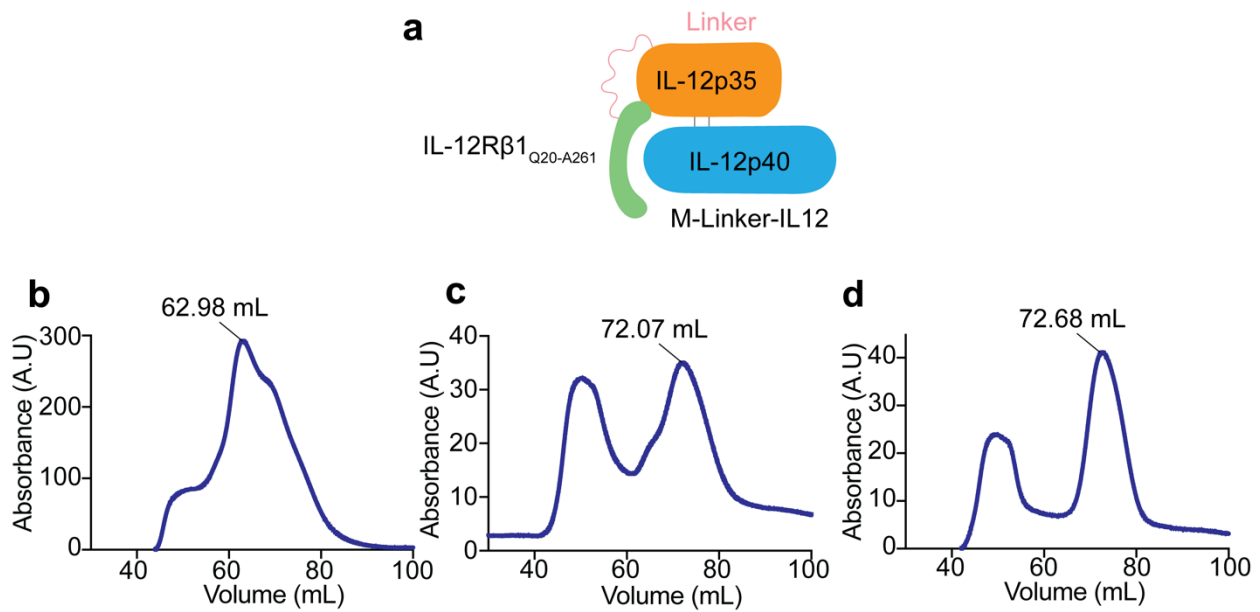 a
Linker
IL-12p35
IL-12Rβ1Q20-A261
IL-12p40
M-Linker-IL12
b
62.98 mL
300
200
100
0
40 60 80 100
Absorbance (A.U)
Volume (mL)
c
72.07 mL
40
30
20
10
0
40 60 80 100
Absorbance (A.U)
Volume (mL)
d
72.68 mL
40
30
20
10
0
40 60 80 100
Absorbance (A.U)
Volume (mL)